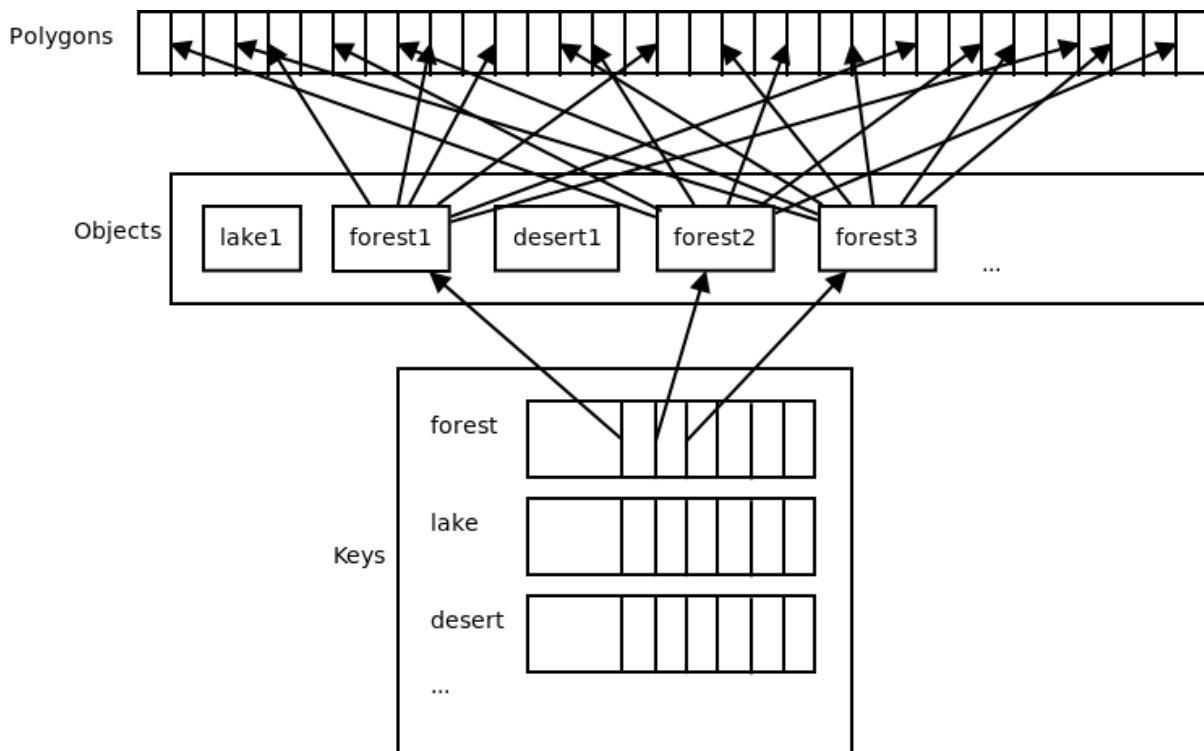 Polygons
Objects
lake1
forest1
desert1
forest2
forest3
...
forest
lake
Keys
desert
...